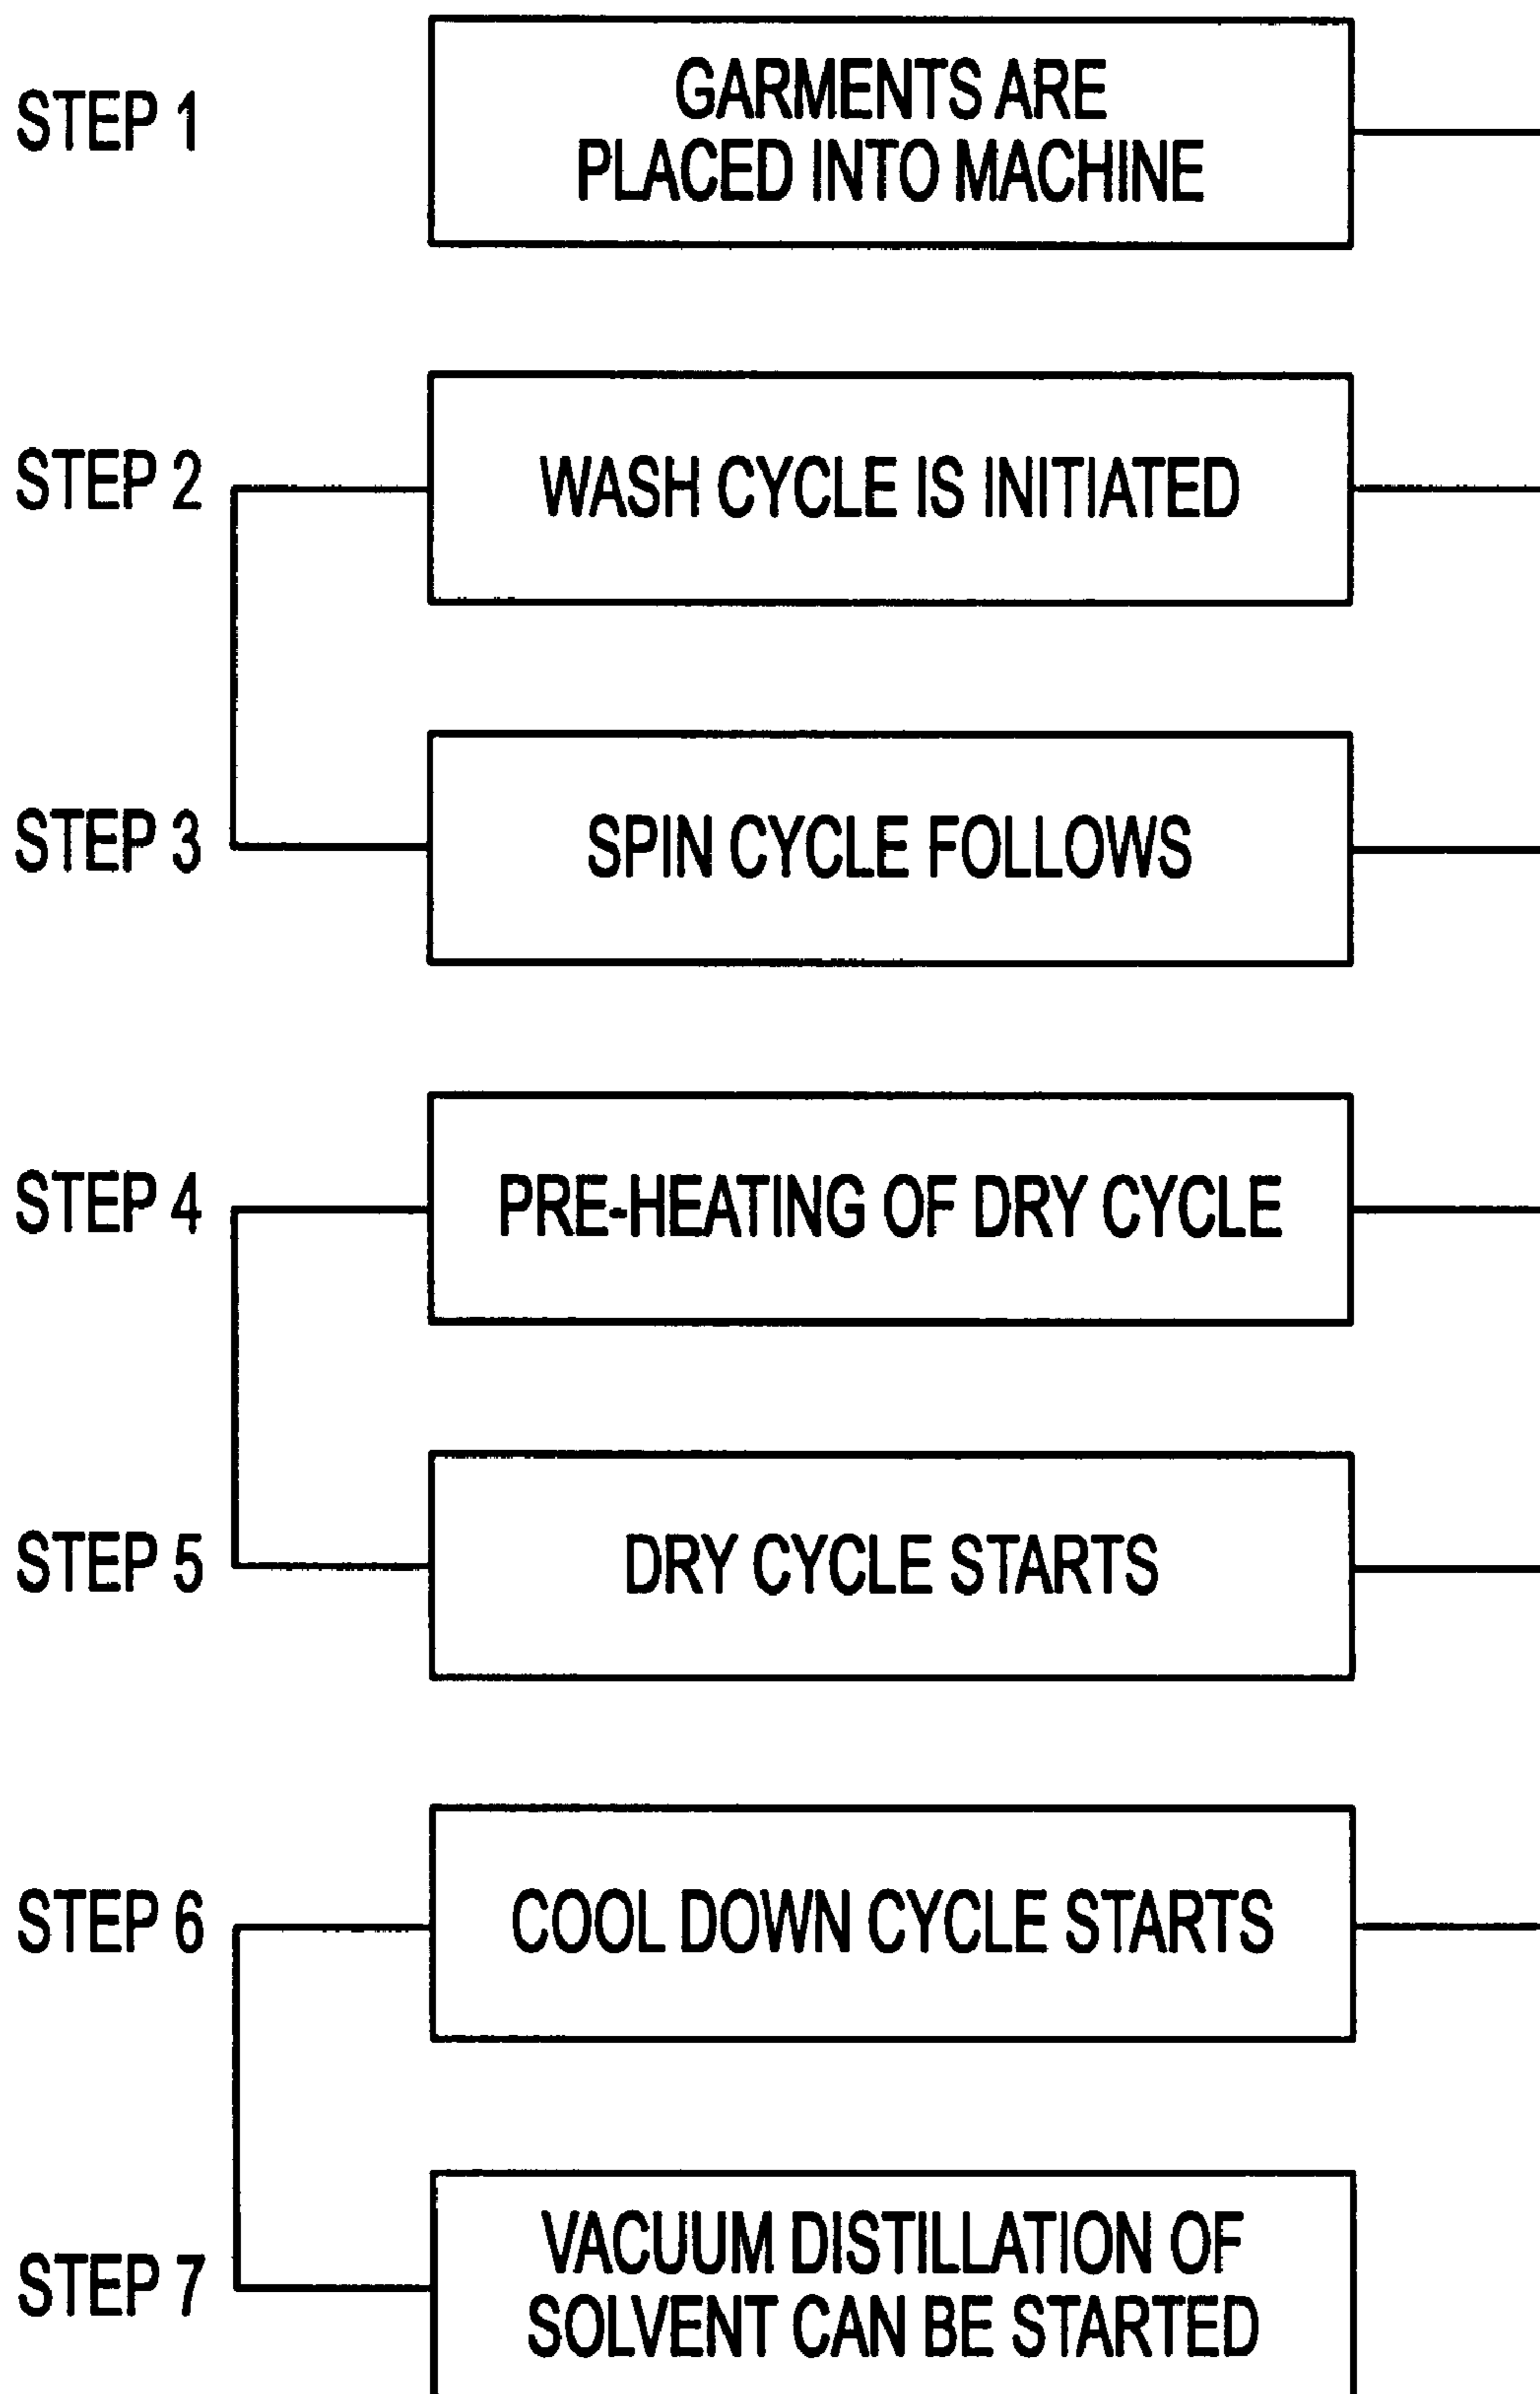 STEP 1
GARMENTS ARE
PLACED INTO MACHINE
STEP 2
WASH CYCLE IS INITIATED
STEP 3
SPIN CYCLE FOLLOWS
STEP 4
PRE-HEATING OF DRY CYCLE
STEP 5
DRY CYCLE STARTS
STEP 6
COOL DOWN CYCLE STARTS
STEP 7
VACUUM DISTILLATION OF
SOLVENT CAN BE STARTED